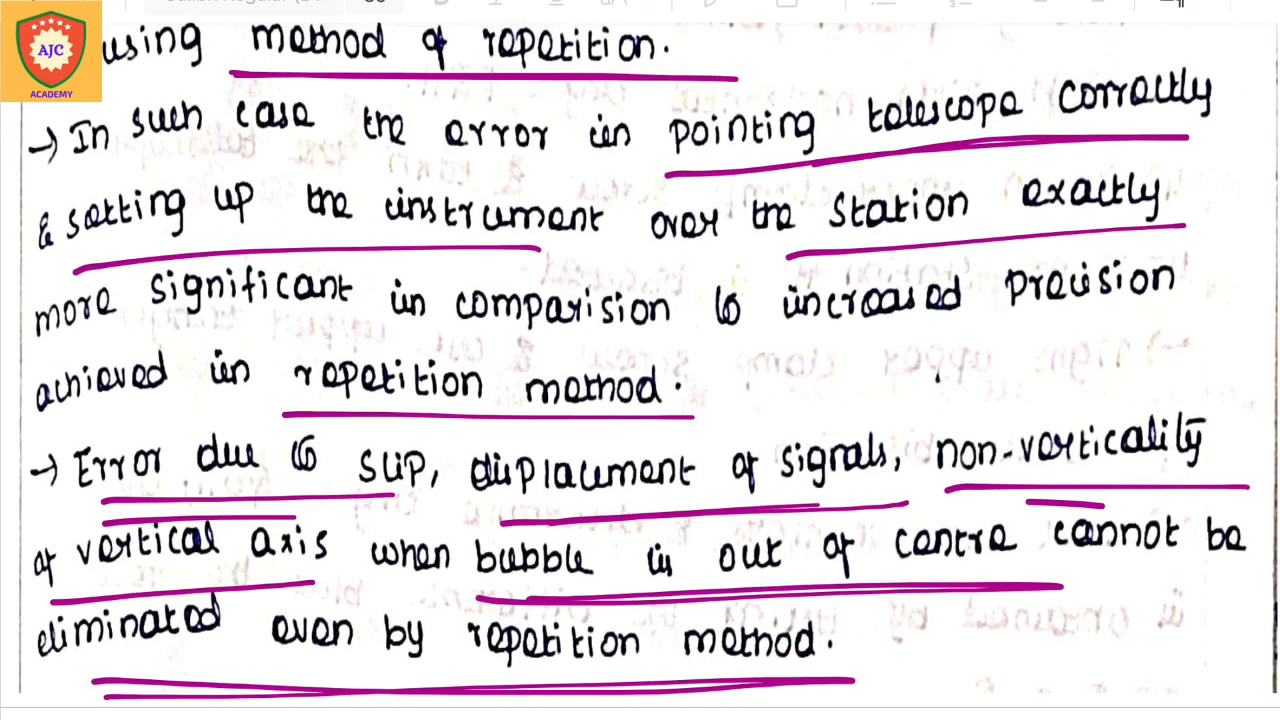 AJC
ACADEMY
using method of repetition.
→ In such case the error in pointing telescope correctly
& setting up the instrument over the station exactly
more significant in comparision to increased precision
achieved in repetition method.
→ Error due to slip, displacement of signals, non-verticality
of vertical axis when bubble is out of centre cannot be
eliminated even by repetition method.